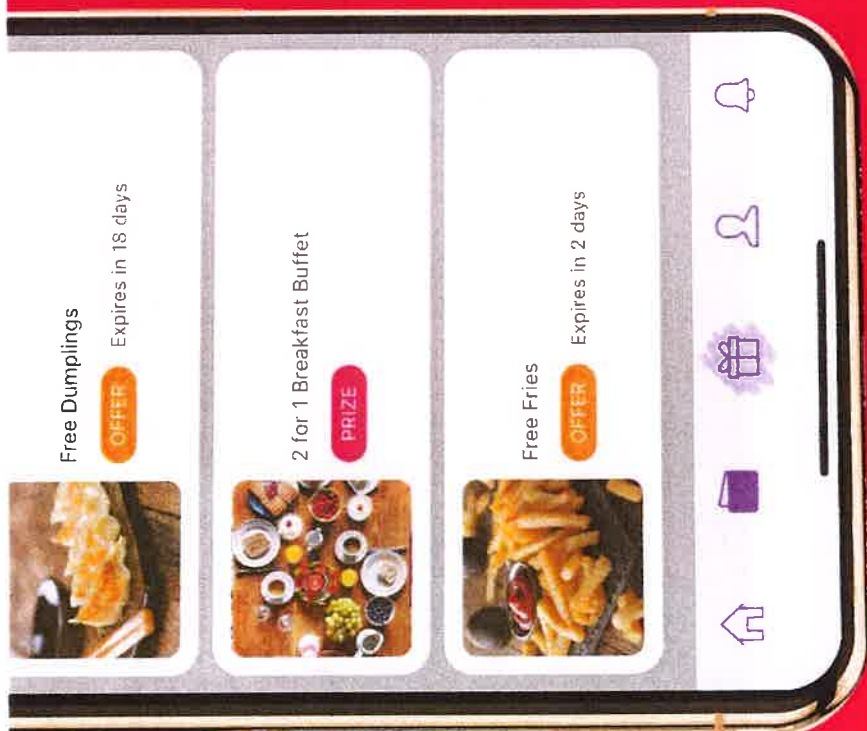 Free Dumplings
OFFER Expires in 18 days
2 for 1 Breakfast Buffet
PRIZE
Free Fries
OFFER Expires in 2 days